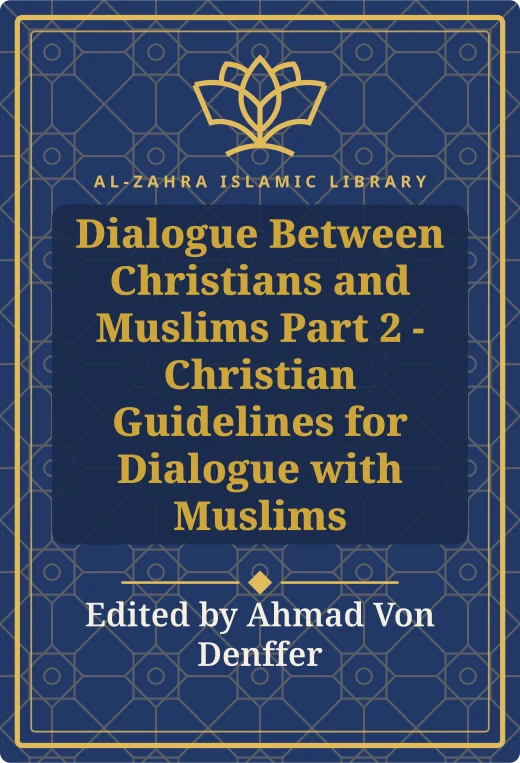 AL-ZAHRA ISLAMIC LIBRARY
Dialogue Between
Christians and
Muslims Part 2 -
Christian
Guidelines for
Dialogue with
Muslims
Edited by Ahmad Von
Denffer